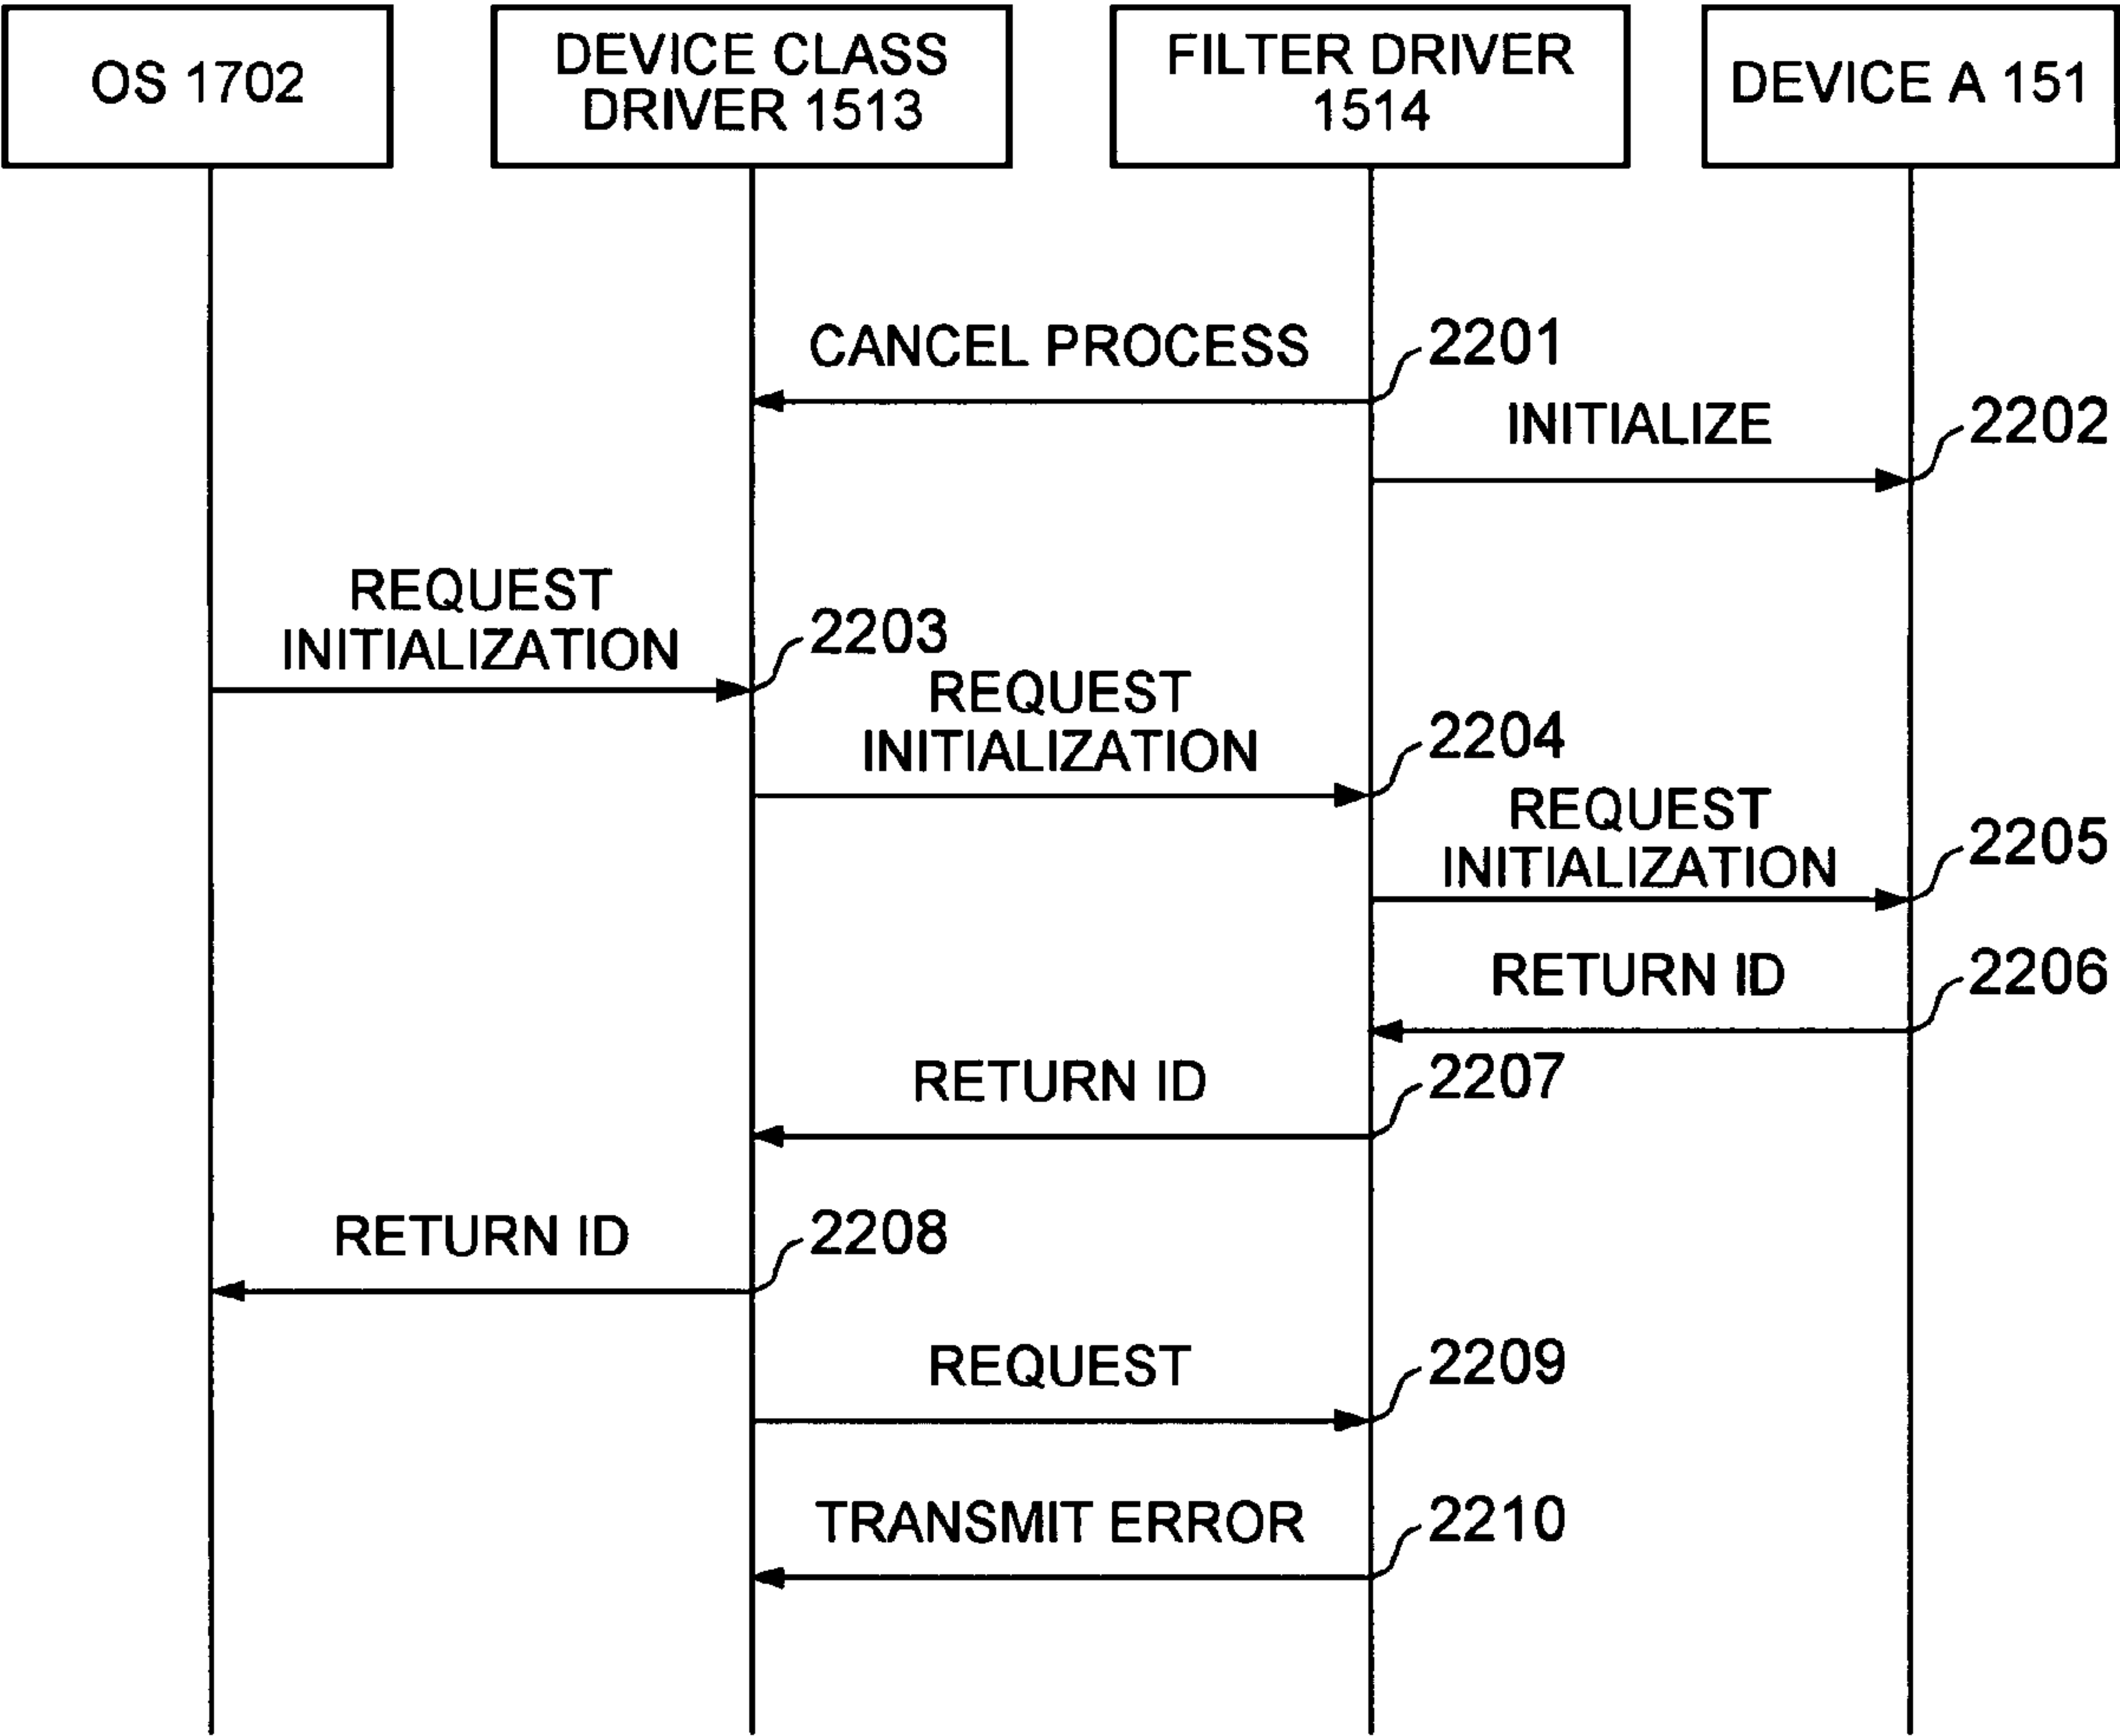 OS 1702
DEVICE CLASS
DRIVER 1513
FILTER DRIVER
1514
DEVICE A 151
CANCEL PROCESS
2201
INITIALIZE
2202
REQUEST
INITIALIZATION
2203
REQUEST
INITIALIZATION
2204
REQUEST
INITIALIZATION
2205
RETURN ID
2206
RETURN ID
2207
RETURN ID
2208
REQUEST
2209
TRANSMIT ERROR
2210